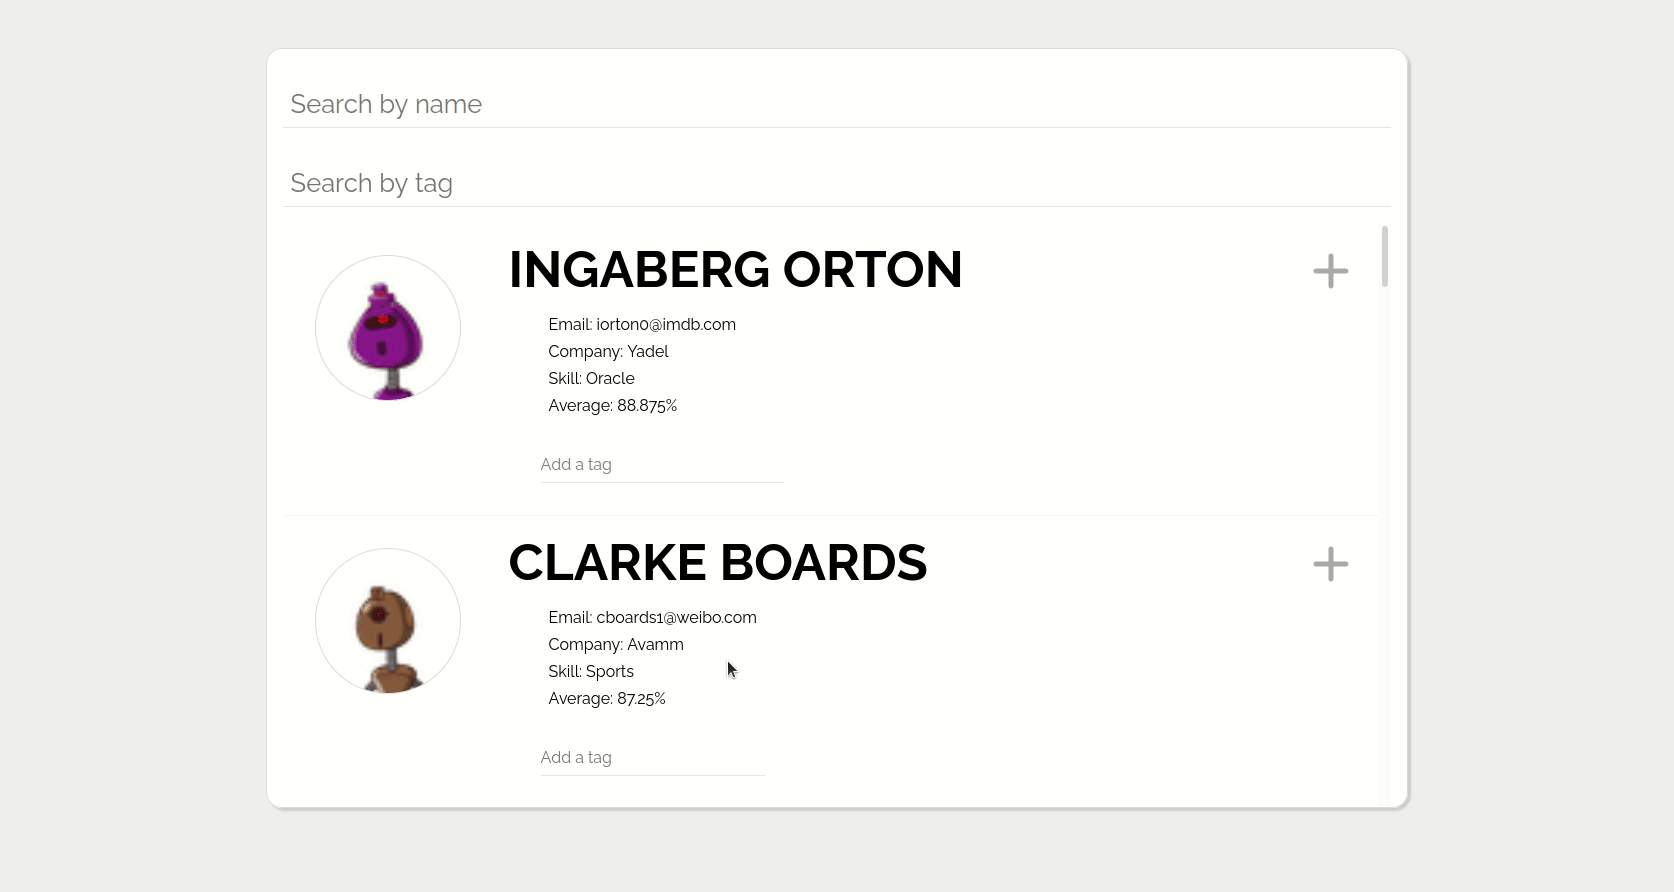 Search by name
Search by tag
INGABERG ORTON
Email: iorton0@imdb.com
Company: Yadel
Skill: Oracle
Average: 88.875%
Add a tag
CLARKE BOARDS
Email: cboards1@weibo.com
Company: Avamm
Skill: Sports
Average: 87.25%
Add a tag